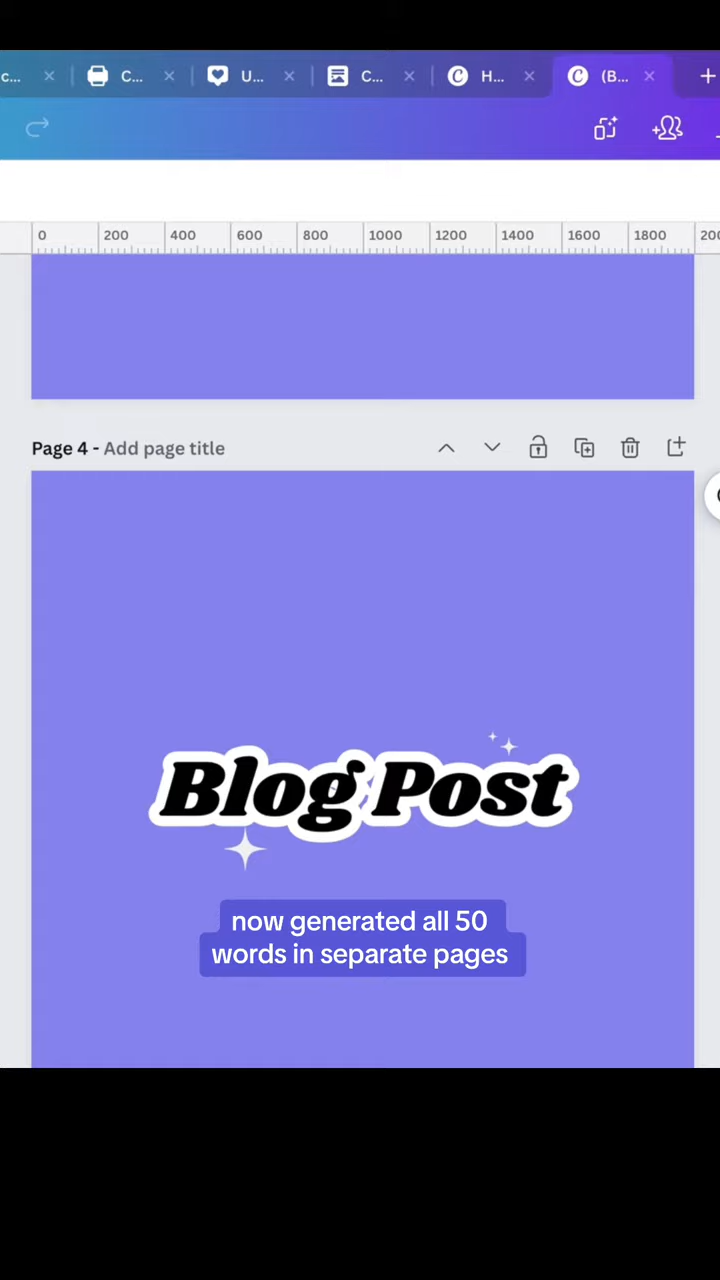 c...
C...
U...
C...
H...
(B...
0 200 400 600 800 1000 1200 1400 1600 1800 200
Page 4 - Add page title
Blog Post
now generated all 50
words in separate pages